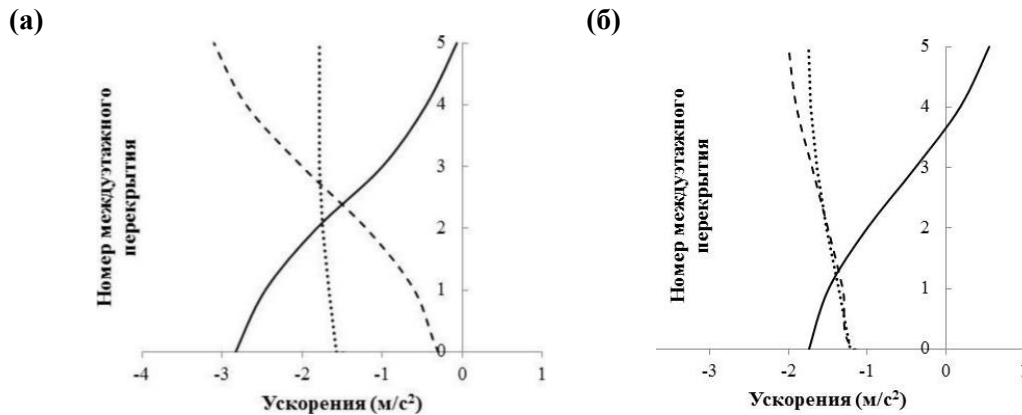 (а)
5
4
3
2
1
0
-4 -3 -2 -1 0 1
Номер междуэтажного
перекрытия
Ускорения (м/с²)
(б)
5
4
3
2
1
0
-3 -2 -1 0 1
Номер междуэтажного
перекрытия
Ускорения (м/с²)